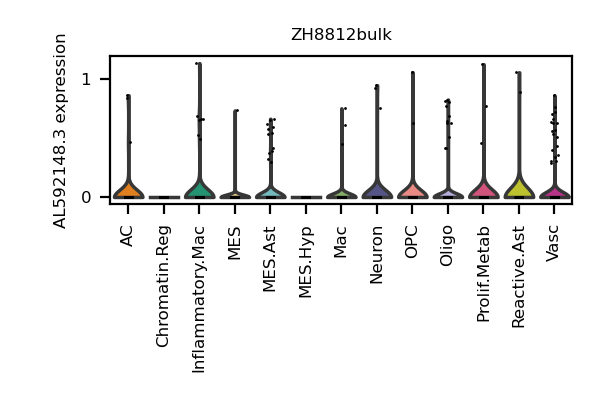 ZH8812bulk
AL592148.3 expression
1
0
AC
Chromatin.Reg
Inflammatory.Mac
MES
MES.Ast
MES.Hyp
Mac
Neuron
OPC
Oligo
Prolif.Metab
Reactive.Ast
Vasc